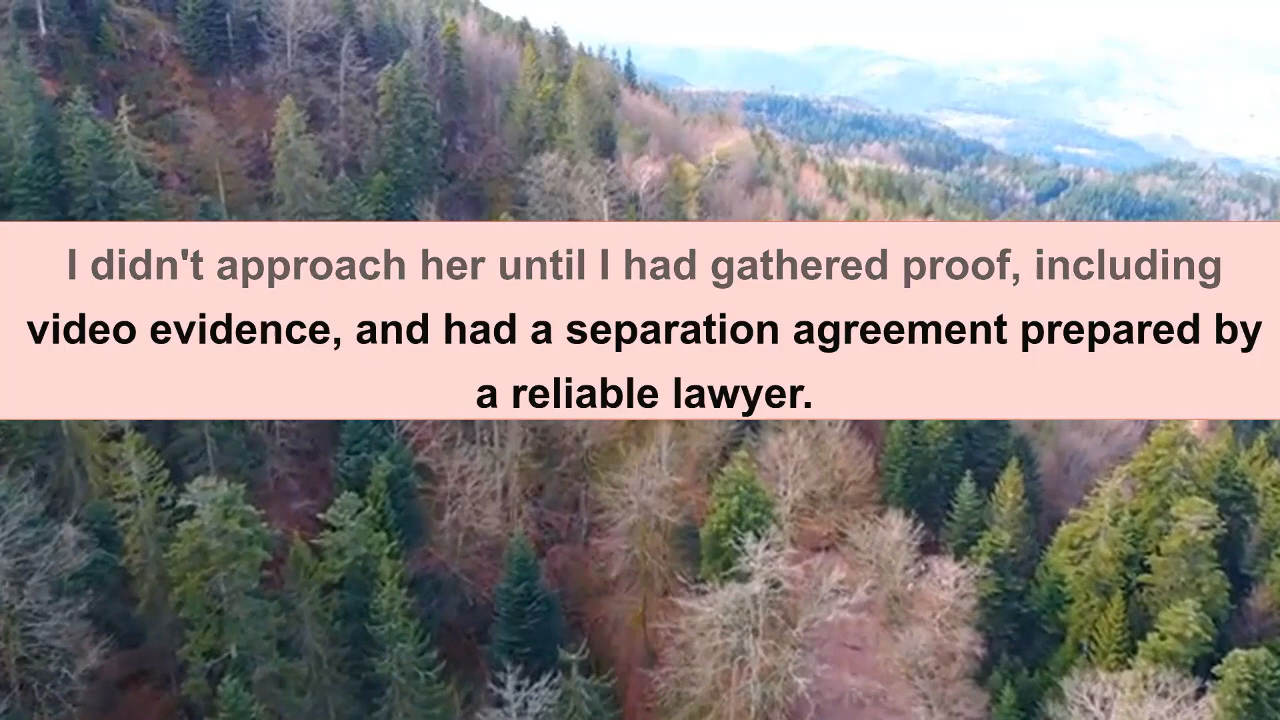 I didn't approach her until I had gathered proof, including
video evidence, and had a separation agreement prepared by
a reliable lawyer.